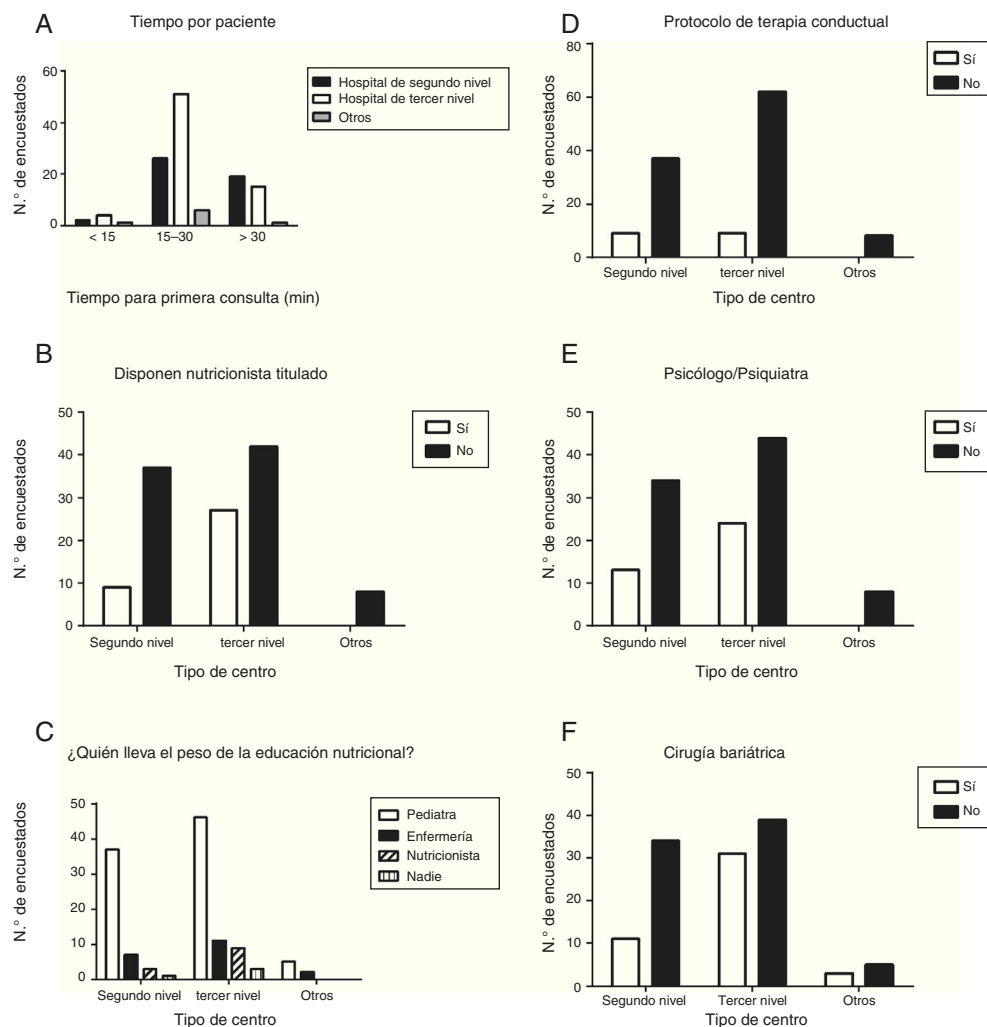 A
Tiempo por paciente
N.° de encuestados
60
40
20
0
< 15
15–30
> 30
Hospital de segundo nivel
Hospital de tercer nivel
Otros
Tiempo para primera consulta (min)
B
Disponen nutricionista titulado
N.° de encuestados
50
40
30
20
10
0
Segundo nivel
tercer nivel
Otros
Sí
No
Tipo de centro
C
¿Quién lleva el peso de la educación nutricional?
N.° de encuestados
50
40
30
20
10
0
Segundo nivel
tercer nivel
Otros
Pediatra
Enfermería
Nutricionista
Nadie
Tipo de centro
D
Protocolo de terapia conductual
N.° de encuestados
80
60
40
20
0
Segundo nivel
tercer nivel
Otros
Sí
No
Tipo de centro
E
Psicólogo/Psiquiatra
N.° de encuestados
50
40
30
20
10
0
Segundo nivel
tercer nivel
Otros
Sí
No
Tipo de centro
F
Cirugía bariátrica
N.° de encuestados
50
40
30
20
10
0
Segundo nivel
Tercer nivel
Otros
Sí
No
Tipo de centro